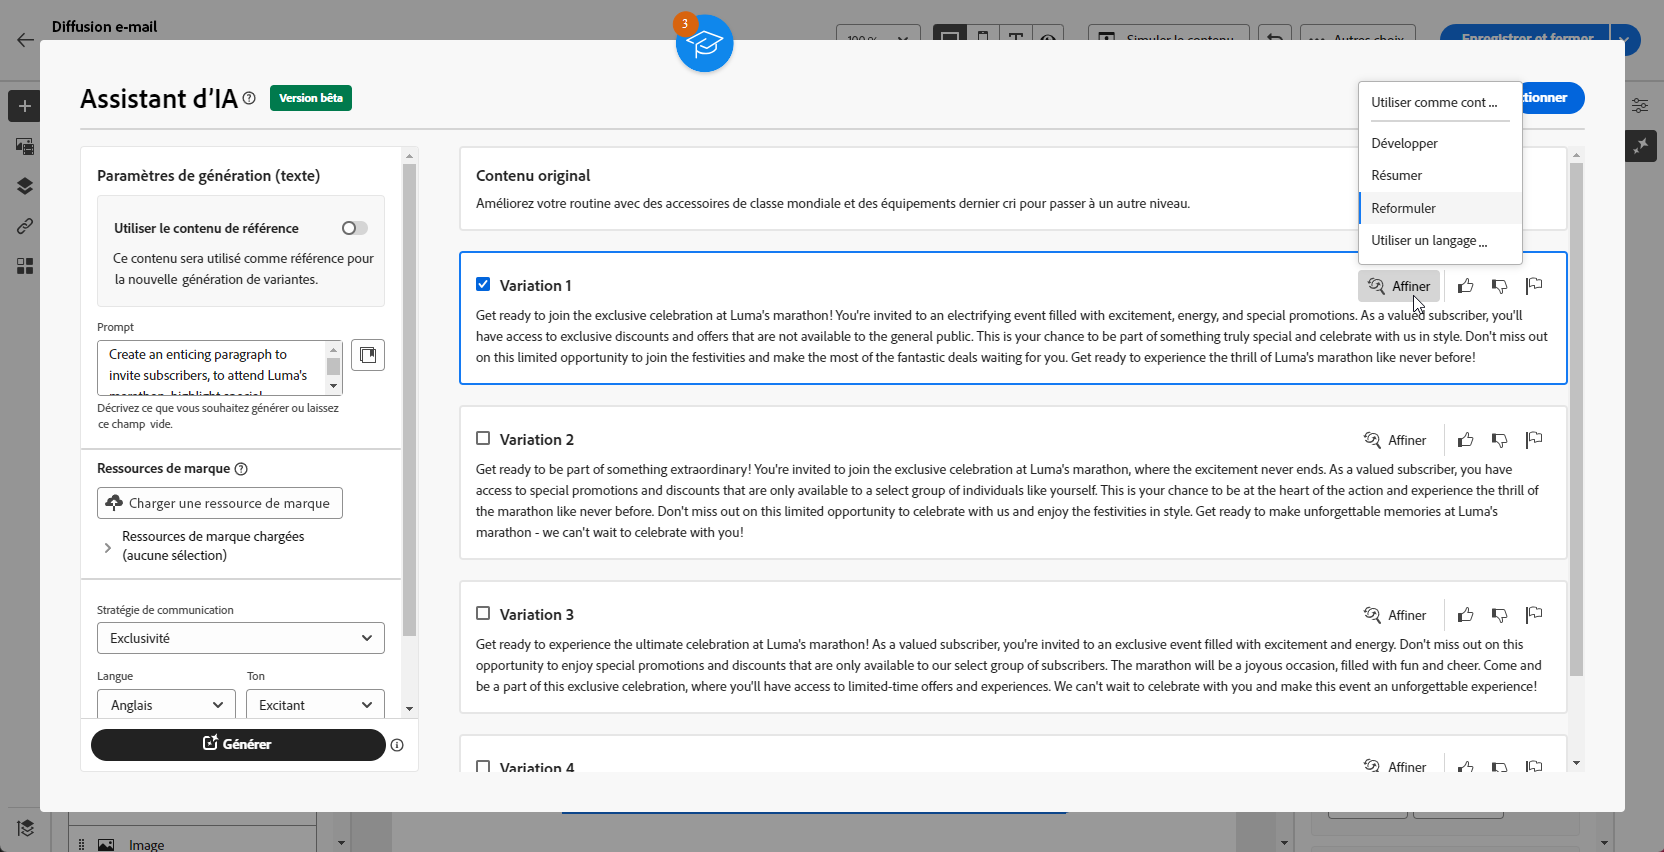 Diffusion e-mail
3
100 %
Simuler le contenu
Autres choix
Enregistrer et fermer
Assistant d'IA
Version bêta
Utiliser comme cont ...
Développer
Résumer
Reformuler
Utiliser un langage ...
tionner
Paramètres de génération (texte)
Utiliser le contenu de référence
Ce contenu sera utilisé comme référence pour
la nouvelle génération de variantes.
Prompt
Create an enticing paragraph to
invite subscribers, to attend Luma's
marathon, highlight special
Décrivez ce que vous souhaitez générer ou laissez
ce champ vide.
Ressources de marque
Charger une ressource de marque
Ressources de marque chargées
(aucune sélection)
Stratégie de communication
Exclusivité
Langue
Ton
Anglais
Excitant
Générer
Contenu original
Améliorez votre routine avec des accessoires de classe mondiale et des équipements dernier cri pour passer à un autre niveau.
Variation 1
Affiner
Get ready to join the exclusive celebration at Luma's marathon! You're invited to an electrifying event filled with excitement, energy, and special promotions. As a valued subscriber, you'll
have access to exclusive discounts and offers that are not available to the general public. This is your chance to be part of something truly special and celebrate with us in style. Don't miss out
on this limited opportunity to join the festivities and make the most of the fantastic deals waiting for you. Get ready to experience the thrill of Luma's marathon like never before!
Variation 2
Affiner
Get ready to be part of something extraordinary! You're invited to join the exclusive celebration at Luma's marathon, where the excitement never ends. As a valued subscriber, you have
access to special promotions and discounts that are only available to a select group of individuals like yourself. This is your chance to be at the heart of the action and experience the thrill of
the marathon like never before. Don't miss out on this limited opportunity to celebrate with us and enjoy the festivities in style. Get ready to make unforgettable memories at Luma's
marathon - we can't wait to celebrate with you!
Variation 3
Affiner
Get ready to experience the ultimate celebration at Luma's marathon! As a valued subscriber, you're invited to an exclusive event filled with excitement and energy. Don't miss out on this
opportunity to enjoy special promotions and discounts that are only available to our select group of subscribers. The marathon will be a joyous occasion, filled with fun and cheer. Come and
be a part of this exclusive celebration, where you'll have access to limited-time offers and experiences. We can't wait to celebrate with you and make this event an unforgettable experience!
Variation 4
Affiner
Image